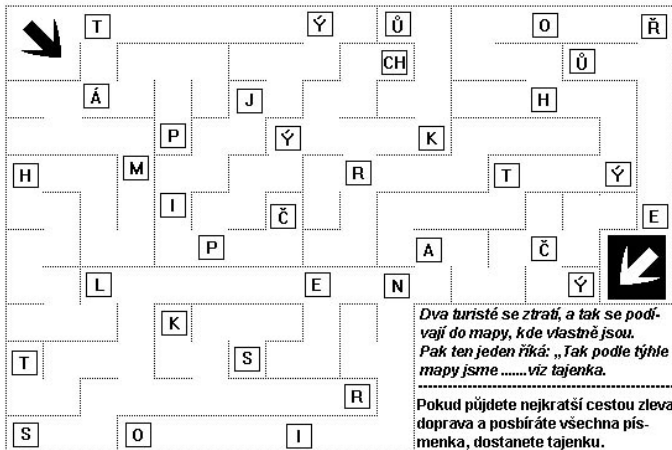 T Ý Ů O Ř
CH Ů
Á J H
P Ý K
H M R T Ý
I Č E
P A Č
L E N Ý
K
T S
R
S O I
Dva turisté se ztratí, a tak se podí-
vají do mapy, kde vlastně jsou.
Pak ten jeden říká: „Tak podle týhle
mapy jsme .......viz tajenka.
Pokud půjdete nejkratší cestou zleva
doprava a posbíráte všechna pís-
menka, dostanete tajenku.